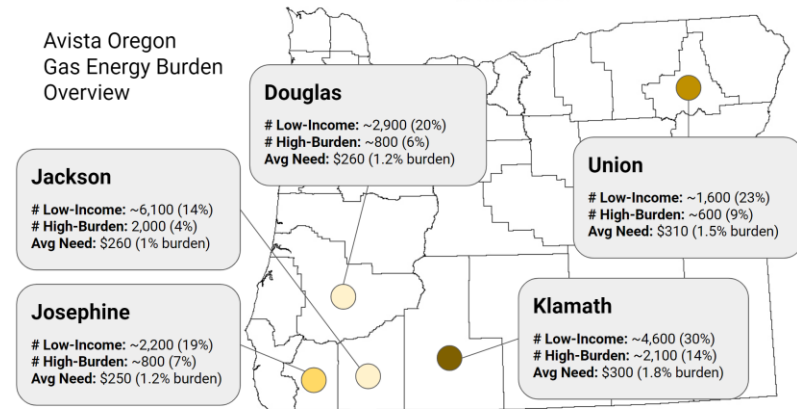 Avista Oregon
Gas Energy Burden
Overview
Douglas
# Low-Income: ~2,900 (20%)
# High-Burden: ~800 (6%)
Avg Need: $260 (1.2% burden)
Jackson
# Low-Income: ~6,100 (14%)
# High-Burden: 2,000 (4%)
Avg Need: $260 (1% burden)
Union
# Low-Income: ~1,600 (23%)
# High-Burden: ~600 (9%)
Avg Need: $310 (1.5% burden)
Josephine
# Low-Income: ~2,200 (19%)
# High-Burden: ~800 (7%)
Avg Need: $250 (1.2% burden)
Klamath
# Low-Income: ~4,600 (30%)
# High-Burden: ~2,100 (14%)
Avg Need: $300 (1.8% burden)